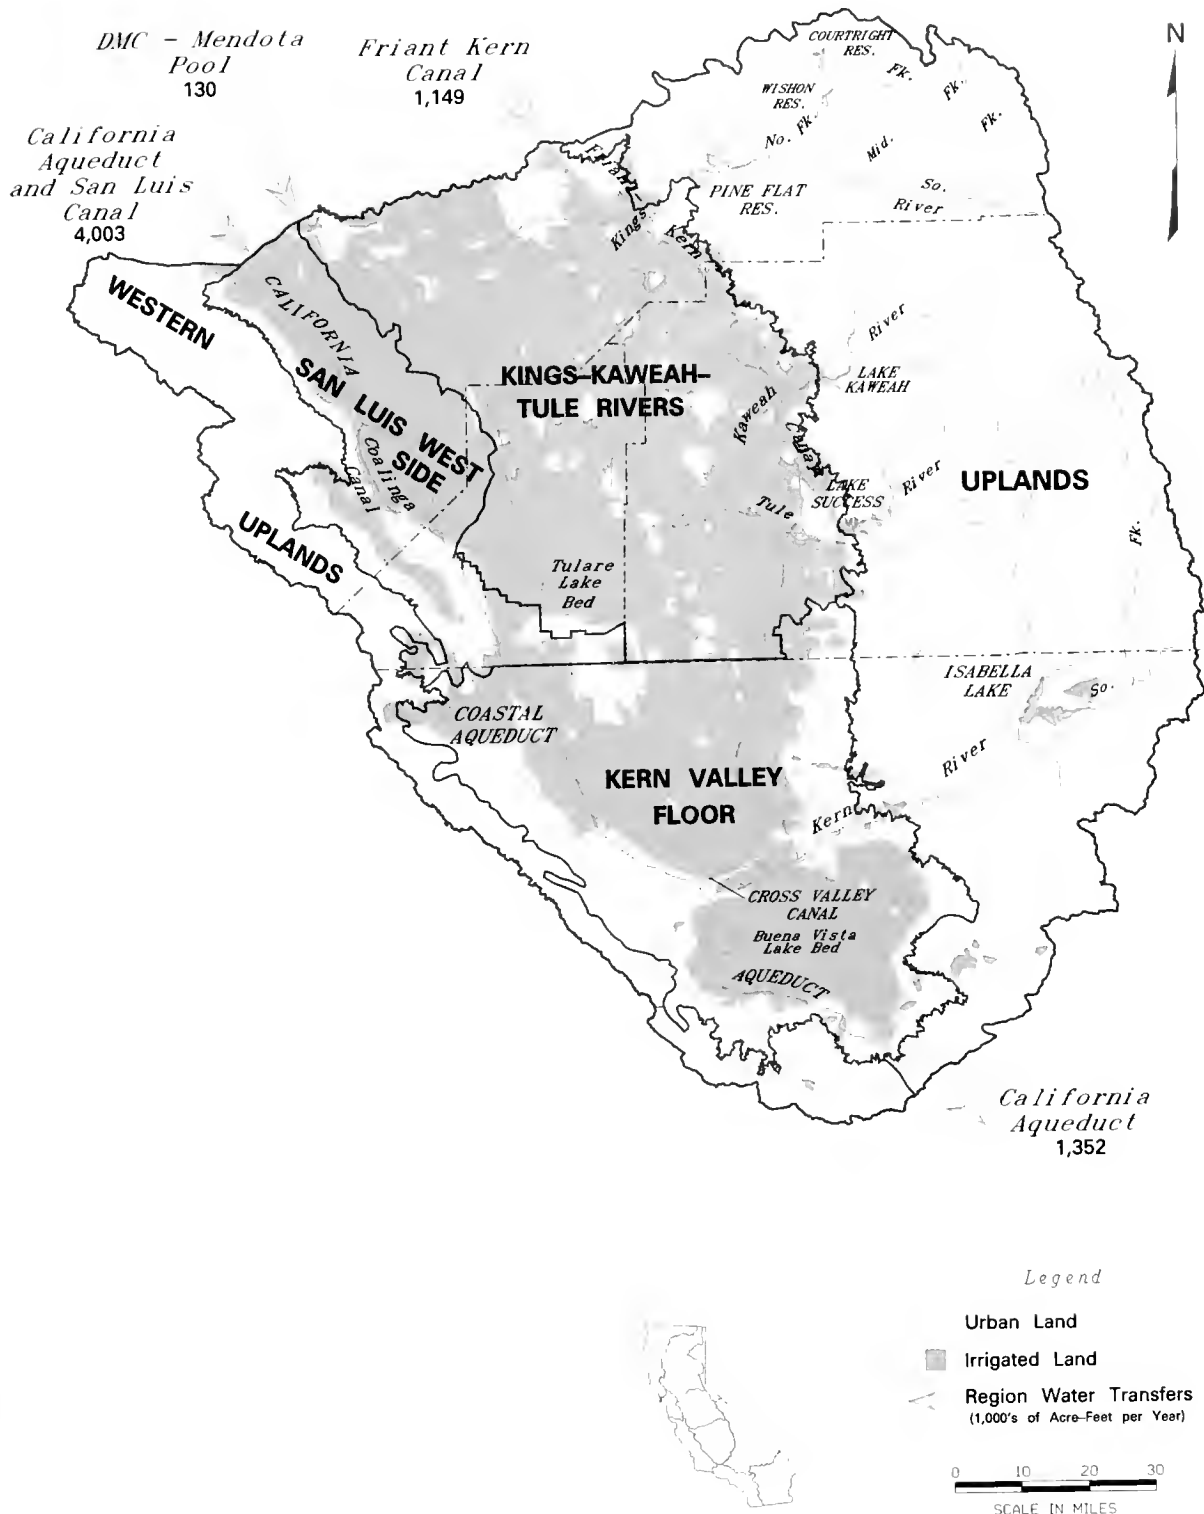 DMC - Mendota
Pool
130
Friant Kern
Canal
1,149
California
Aqueduct
and San Luis
Canal
4,003
N
COURTRIGHT
RES.
WISHON
RES.
No. Fk.
Fk.
Fk.
Fk.
Mid.
So.
River
PINE FLAT
RES.
Friant-
Kern
Kings
WESTERN
UPLANDS
CALIFORNIA
SAN LUIS WEST
SIDE
Coalinga
Canal
KINGS-KAWEAH-
TULE RIVERS
River
LAKE
KAWEAH
Kaweah
Canal
LAKE
SUCCESS
River
Tule
UPLANDS
Fk.
Tulare
Lake
Bed
ISABELLA
LAKE
So.
COASTAL
AQUEDUCT
River
KERN VALLEY
FLOOR
Kern
CROSS VALLEY
CANAL
Buena Vista
Lake Bed
AQUEDUCT
California
Aqueduct
1,352
Legend
Urban Land
Irrigated Land
Region Water Transfers
(1,000's of Acre-Feet per Year)
0 10 20 30
SCALE IN MILES